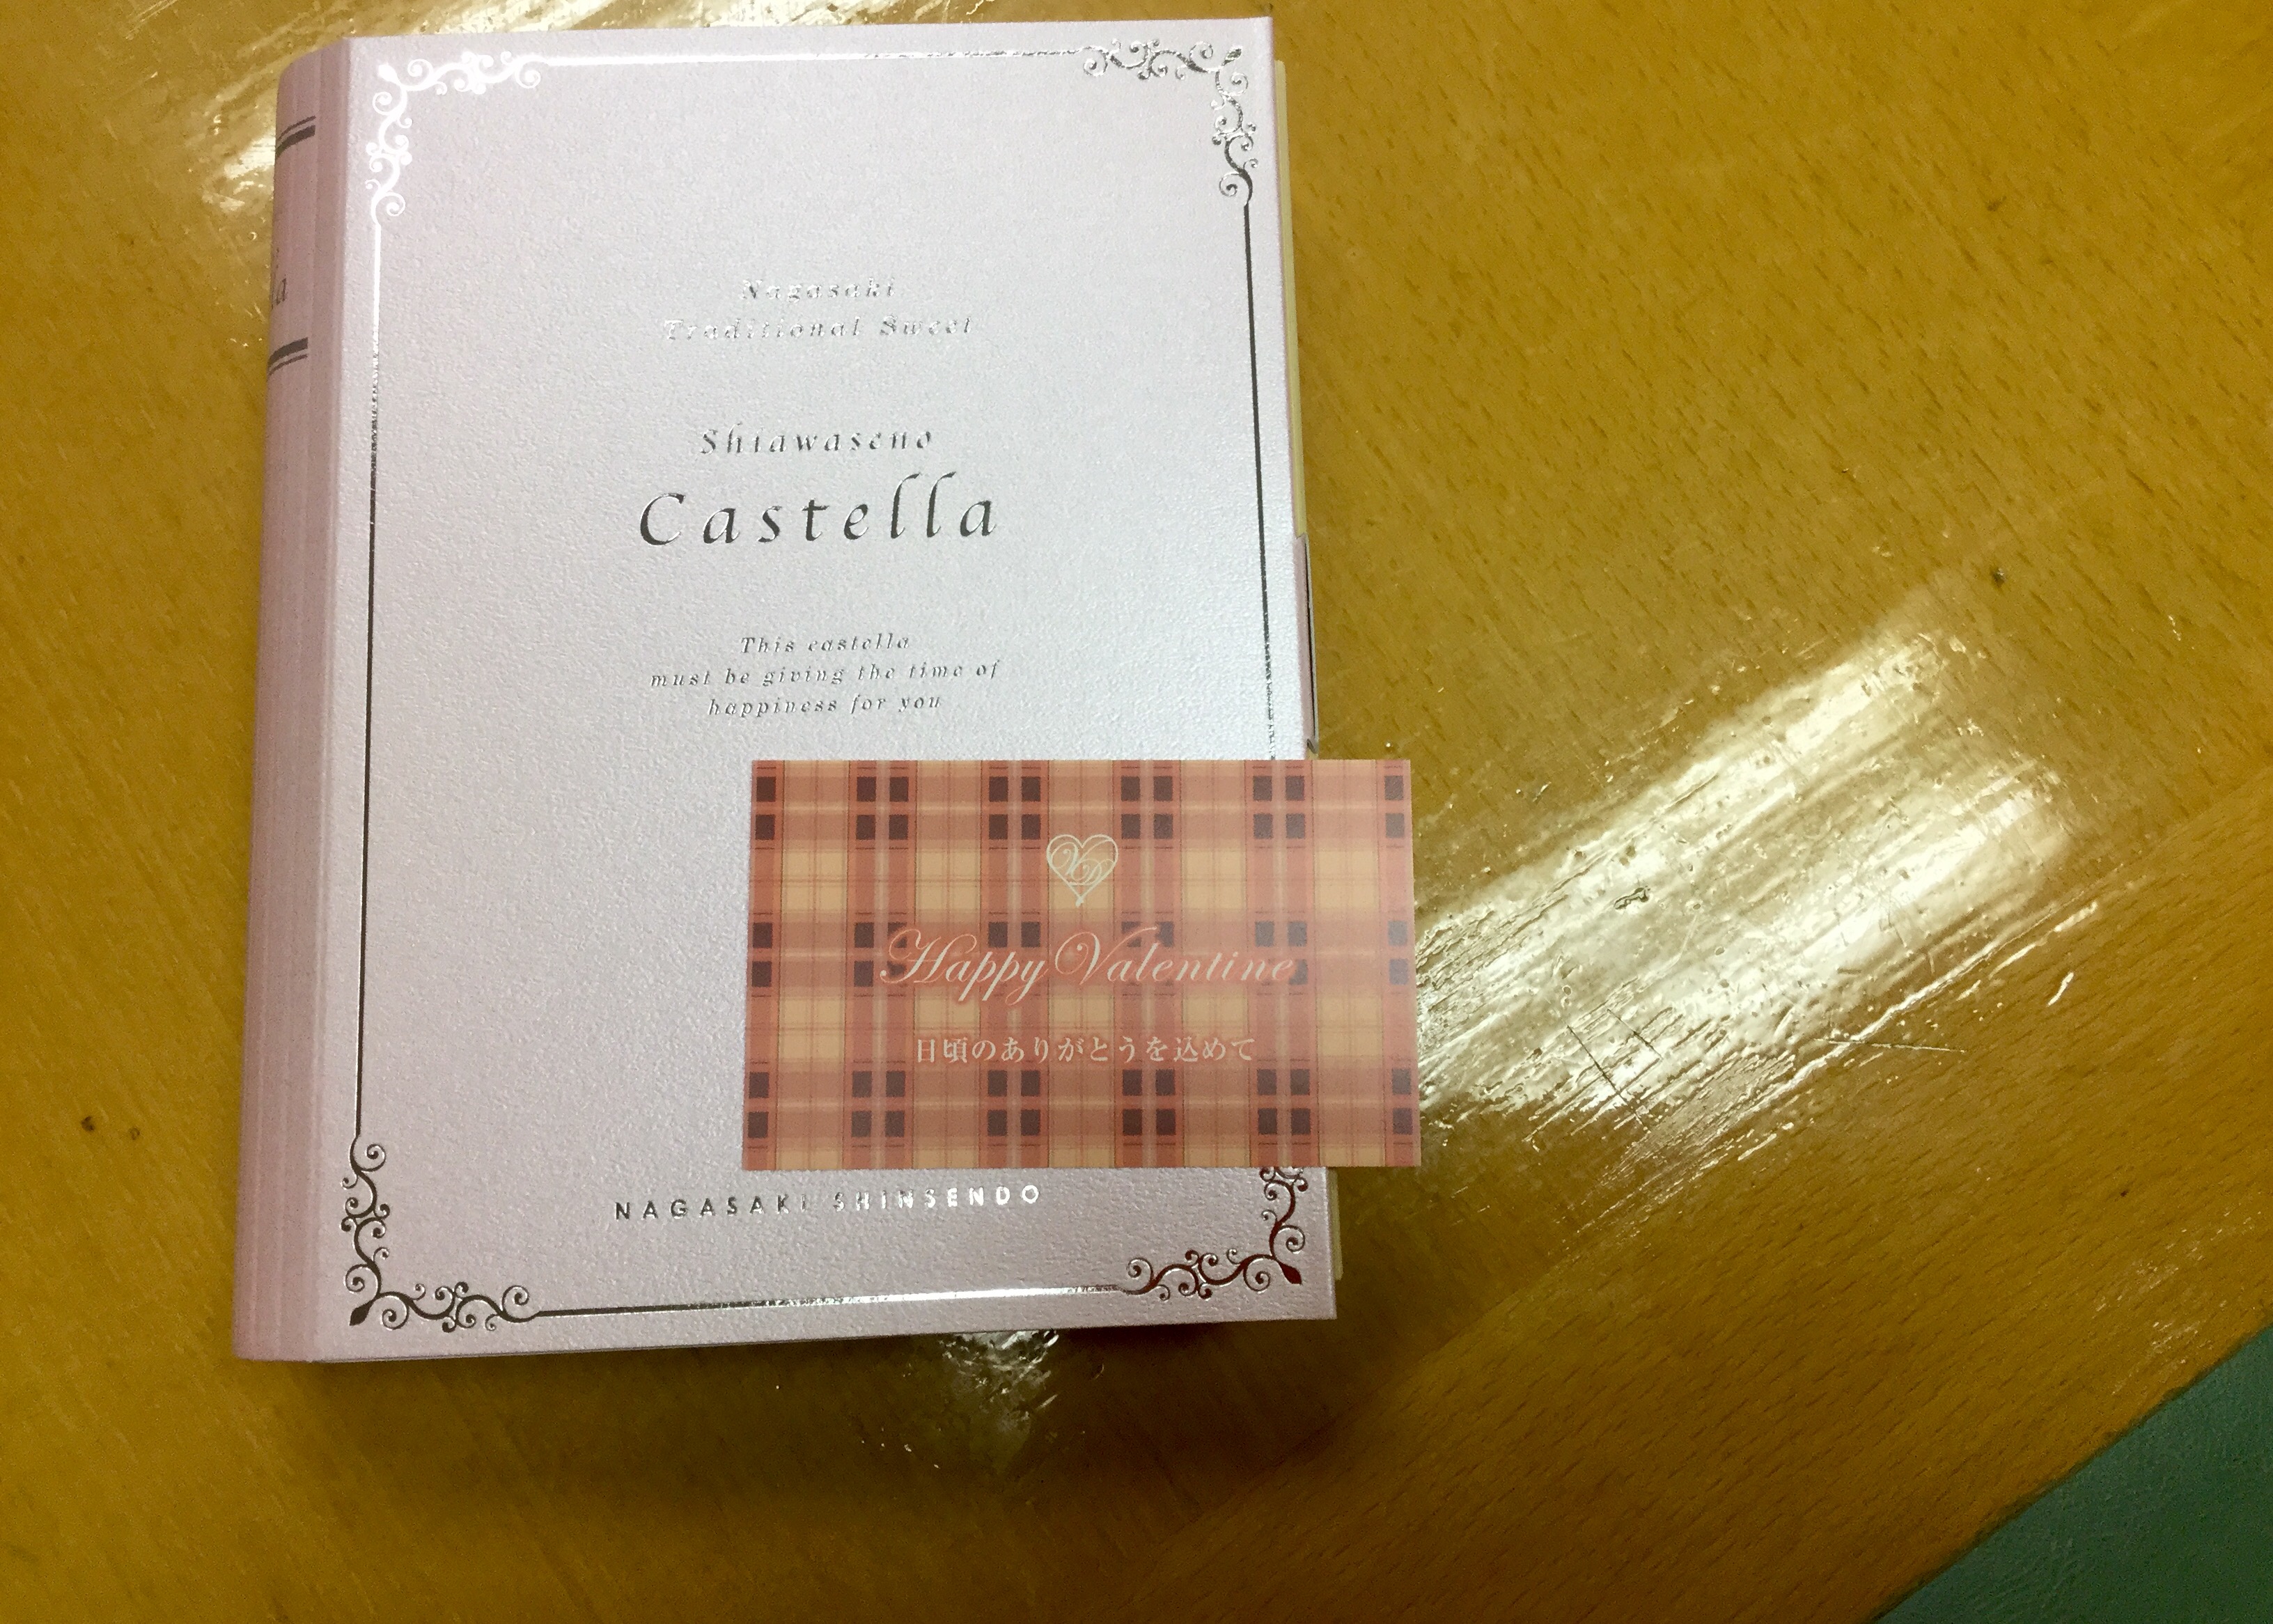 Nagasaki
Traditional Sweet
Shiawaseno
Castella
This castella
must be giving the time of
happiness for you
VD
Happy Valentine
日頃のありがとうを込めて
NAGASAKI SHINSENDO